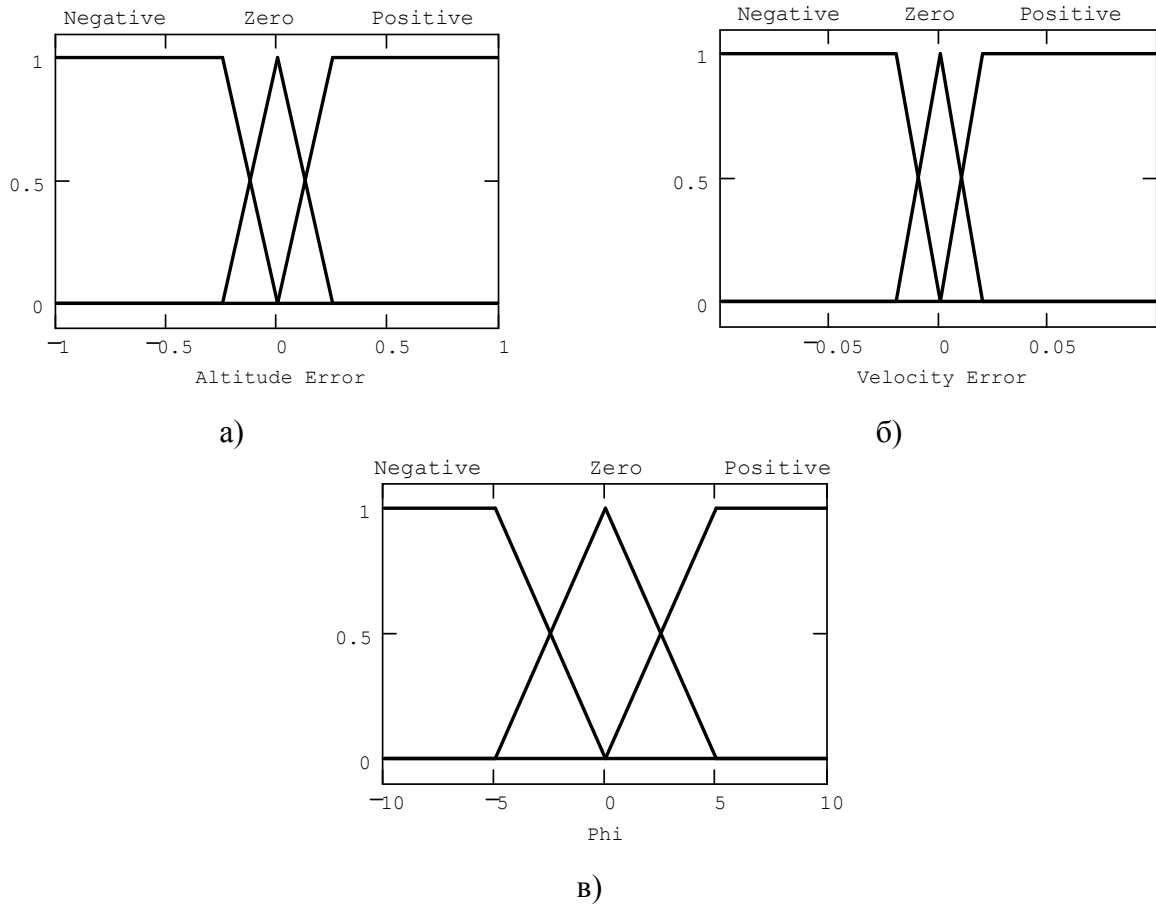 Negative Zero Positive
1
0.5
0
−1 −0.5 0 0.5 1
Altitude Error
а)
Negative Zero Positive
1
0.5
0
−0.05 0 0.05
Velocity Error
б)
Negative Zero Positive
1
0.5
0
−10 −5 0 5 10
Phi
в)